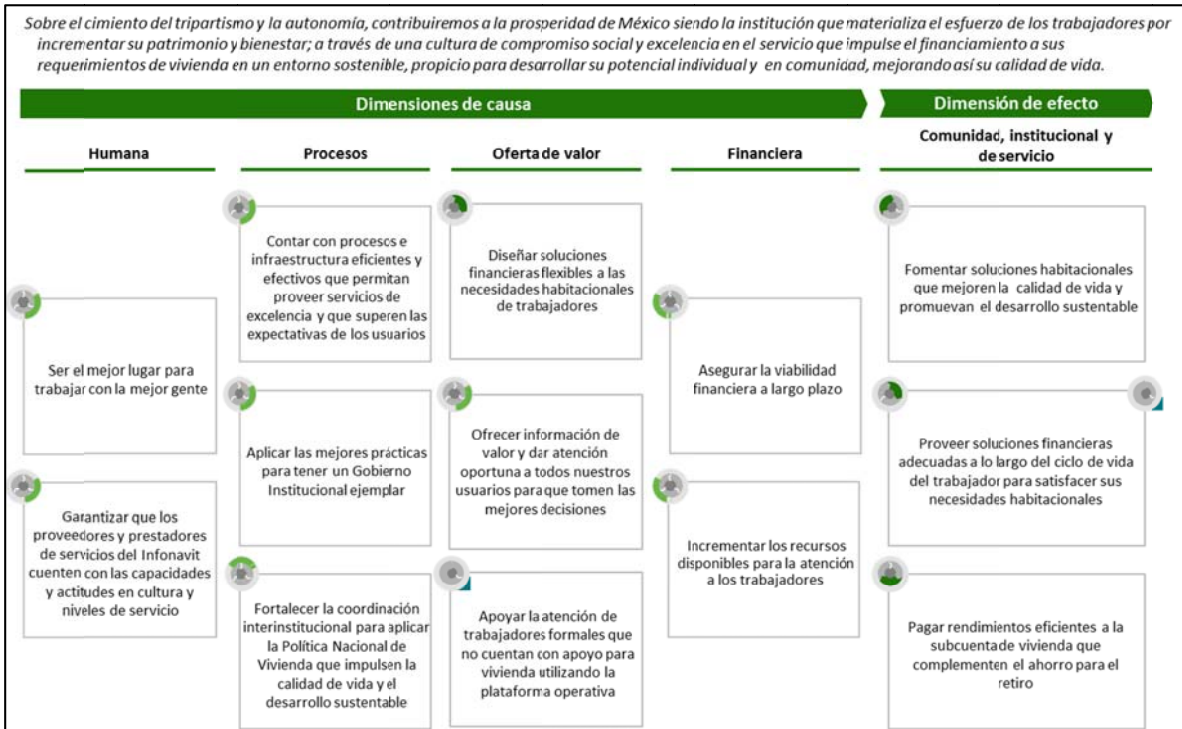 Sobre el cimiento del tripartismo y la autonomía, contribuiremos a la prosperidad de México siendo la institución que materializa el esfuerzo de los trabajadores por
incrementar su patrimonio y bienestar; a través de una cultura de compromiso social y excelencia en el servicio que impulse el financiamiento a sus
requerimientos de vivienda en un entorno sostenible, propicio para desarrollar su potencial individual y en comunidad, mejorando así su calidad de vida.
Dimensiones de causa
Dimensión de efecto
Humana
Procesos
Oferta de valor
Financiera
Comunidad, institucional y
de servicio
Ser el mejor lugar para
trabajar con la mejor gente
Garantizar que los
proveedores y prestadores
de servicios del Infonavit
cuenten con las capacidades
y actitudes en cultura y
niveles de servicio
Contar con procesos e
infraestructura eficientes y
efectivos que permitan
proveer servicios de
excelencia y que superen las
expectativas de los usuarios
Aplicar las mejores prácticas
para tener un Gobierno
Institucional ejemplar
Fortalecer la coordinación
interinstitucional para aplicar
la Política Nacional de
Vivienda que impulsen la
calidad de vida y el
desarrollo sustentable
Diseñar soluciones
financieras flexibles a las
necesidades habitacionales
de trabajadores
Ofrecer información de
valor y dar atención
oportuna a todos nuestros
usuarios para que tomen las
mejores decisiones
Apoyar la atención de
trabajadores formales que
no cuentan con apoyo para
vivienda utilizando la
plataforma operativa
Asegurar la viabilidad
financiera a largo plazo
Incrementar los recursos
disponibles para la atención
a los trabajadores
Fomentar soluciones habitacionales
que mejoren la calidad de vida y
promuevan el desarrollo sustentable
Proveer soluciones financieras
adecuadas a lo largo del ciclo de vida
del trabajador para satisfacer sus
necesidades habitacionales
Pagar rendimientos eficientes a la
subcuenta de vivienda que
complementen el ahorro para el
retiro